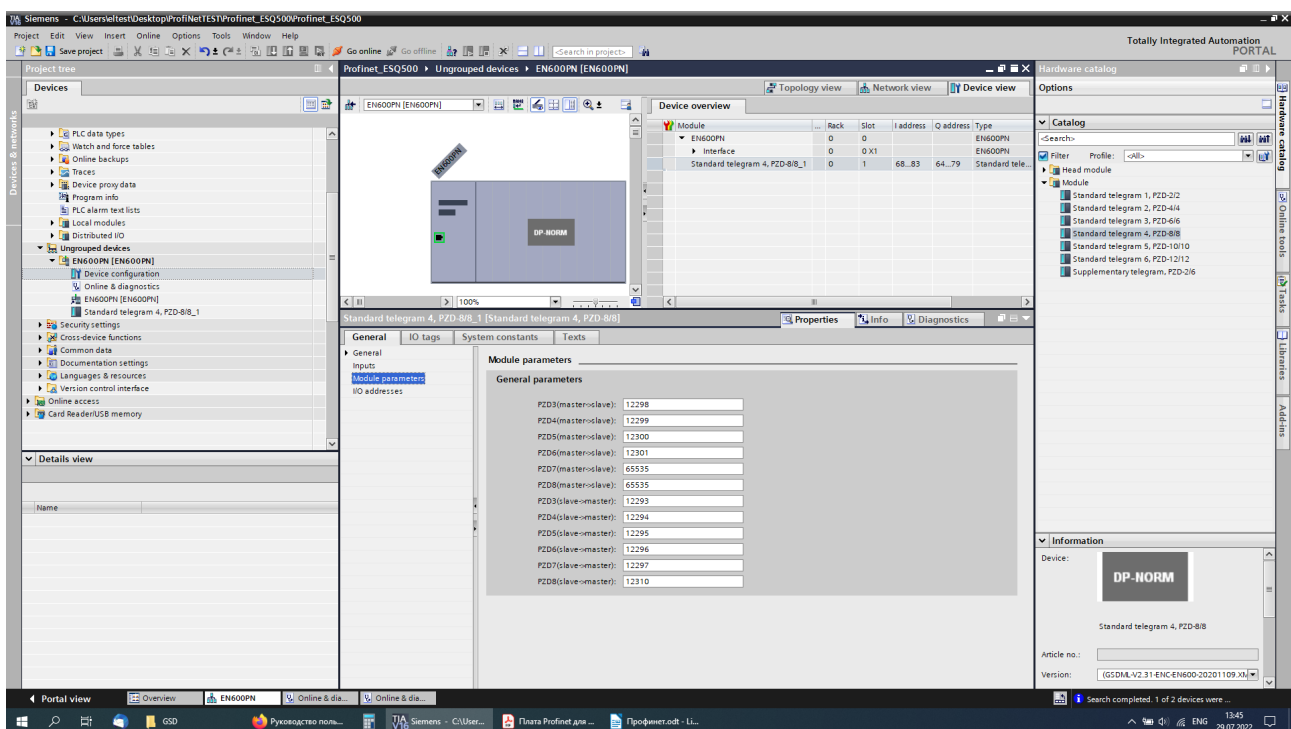 Siemens - C:\Users\eltest\Desktop\ProfiNetTEST\Profinet_ESQ500\Profinet_ESQ500
Project Edit View Insert Online Options Tools Window Help
Totally Integrated Automation
PORTAL
Save project Go online Go offline <Search in project>
Project tree
Devices
PLC data types
Watch and force tables
Online backups
Traces
Device proxy data
Program info
PLC alarm text lists
Local modules
Distributed I/O
Ungrouped devices
EN600PN [EN600PN]
Device configuration
Online & diagnostics
EN600PN [EN600PN]
Standard telegram 4, PZD-8/8_1
Security settings
Cross-device functions
Common data
Documentation settings
Languages & resources
Version control interface
Online access
Card Reader/USB memory
Details view
Name
Devices & networks
Profinet_ESQ500 Ungrouped devices EN600PN [EN600PN]
Topology view Network view Device view
EN600PN [EN600PN]
EN600PN
DP-NORM
100%
Device overview
Module ... Rack Slot I address Q address Type
EN600PN 0 0 EN600PN
Interface 0 0 X1 EN600PN
Standard telegram 4, PZD-8/8_1 0 1 68...83 64...79 Standard tele...
Standard telegram 4, PZD-8/8_1 [Standard telegram 4, PZD-8/8]
Properties Info Diagnostics
General IO tags System constants Texts
General
Inputs
Module parameters
I/O addresses
Module parameters
General parameters
PZD3(master->slave): 12298
PZD4(master->slave): 12299
PZD5(master->slave): 12300
PZD6(master->slave): 12301
PZD7(master->slave): 65535
PZD8(master->slave): 65535
PZD3(slave->master): 12293
PZD4(slave->master): 12294
PZD5(slave->master): 12295
PZD6(slave->master): 12296
PZD7(slave->master): 12297
PZD8(slave->master): 12310
Hardware catalog
Options
Catalog
<Search>
Filter Profile: <All>
Head module
Module
Standard telegram 1, PZD-2/2
Standard telegram 2, PZD-4/4
Standard telegram 3, PZD-6/6
Standard telegram 4, PZD-8/8
Standard telegram 5, PZD-10/10
Standard telegram 6, PZD-12/12
Supplementary telegram, PZD-2/6
Information
Device:
DP-NORM
Standard telegram 4, PZD-8/8
Article no.:
Version: (GSDML-V2.31-ENC-EN600-20201109.XM
Hardware catalog
Online tools
Tasks
Libraries
Add-ins
Portal view Overview EN600PN Online & dia... Online & dia...
Search completed. 1 of 2 devices were ...
GSD Руководство поль... Siemens - C:\User... Плата Profinet для ... Профинет.odt - Li...
ENG 13:45
29.07.2022